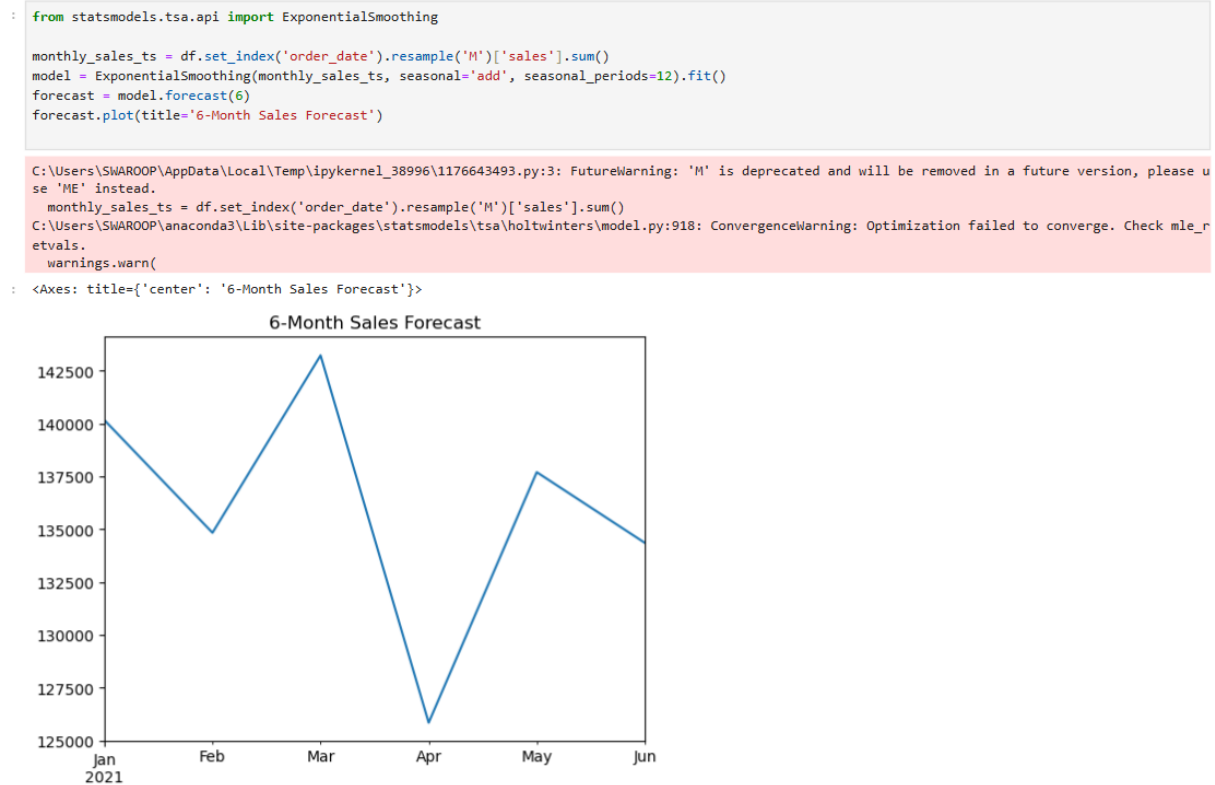 from statsmodels.tsa.api import ExponentialSmoothing
monthly_sales_ts = df.set_index('order_date').resample('M')['sales'].sum()
model = ExponentialSmoothing(monthly_sales_ts, seasonal='add', seasonal_periods=12).fit()
forecast = model.forecast(6)
forecast.plot(title='6-Month Sales Forecast')
C:\Users\SWAROOP\AppData\Local\Temp\ipykernel_38996\1176643493.py:3: FutureWarning: 'M' is deprecated and will be removed in a future version, please u
se 'ME' instead.
  monthly_sales_ts = df.set_index('order_date').resample('M')['sales'].sum()
C:\Users\SWAROOP\anaconda3\Lib\site-packages\statsmodels\tsa\holtwinters\model.py:918: ConvergenceWarning: Optimization failed to converge. Check mle_r
etvals.
  warnings.warn(
<Axes: title={'center': '6-Month Sales Forecast'}>
6-Month Sales Forecast
142500
140000
137500
135000
132500
130000
127500
125000
Jan Feb Mar Apr May Jun
2021